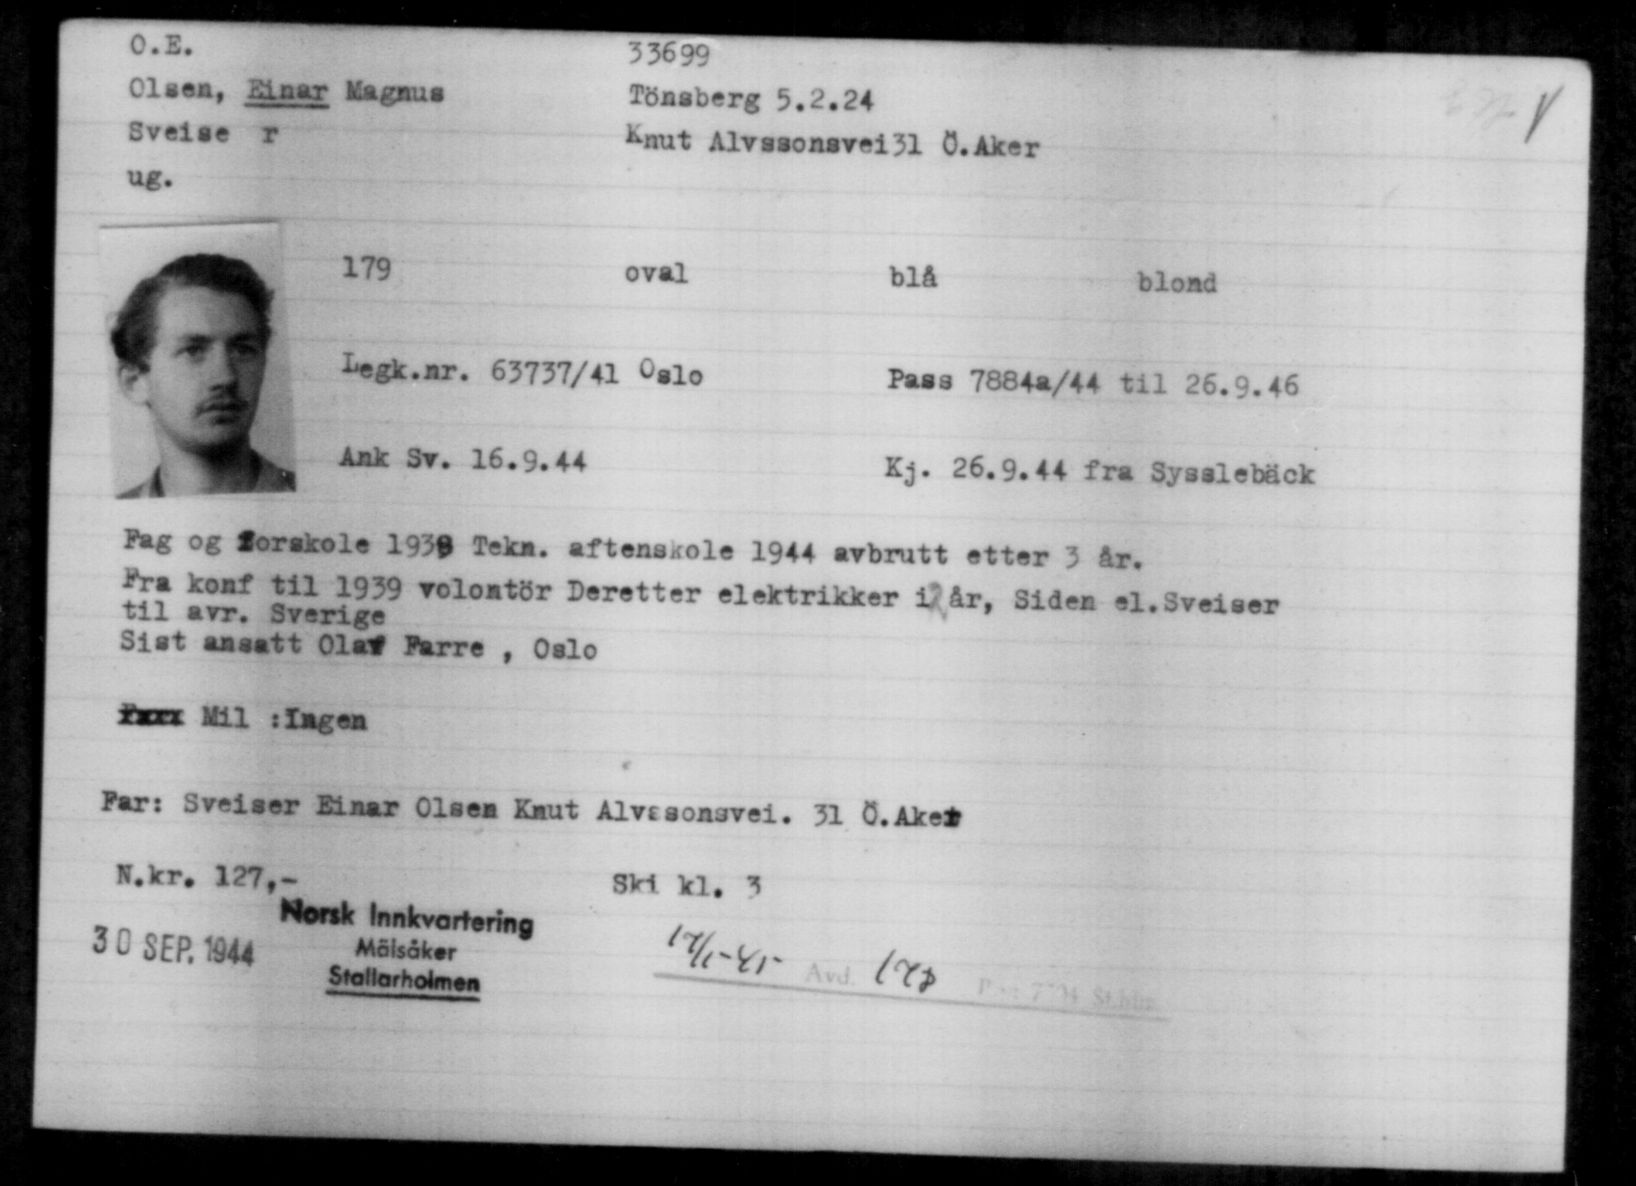 O.E. 33699
Olsen, Einar Magnus Tönsberg 5.2.24
Sveise r Knut Alvssonsvei31 Ö.Aker
ug.
179 oval blå blond
Legk.nr. 63737/41 Oslo Pass 7884a/44 til 26.9.46
Ank Sv. 16.9.44 Kj. 26.9.44 fra Sysslebäck
Fag og forskole 1939 Tekn. aftenskole 1944 avbrutt etter 3 år.
Fra konf til 1939 volontör Deretter elektrikker i 2 år, Siden el.Sveiser
til avr. Sverige
Sist ansatt Olaf Farre , Oslo
Mil :Ingen
Far: Sveiser Einar Olsen Knut Alvssonsvei. 31 Ö.Aker
N.kr. 127,- Ski kl. 3
Norsk Innkvartering
30 SEP. 1944 Mälsåker
Stallarholmen
17/1-45 Avd.